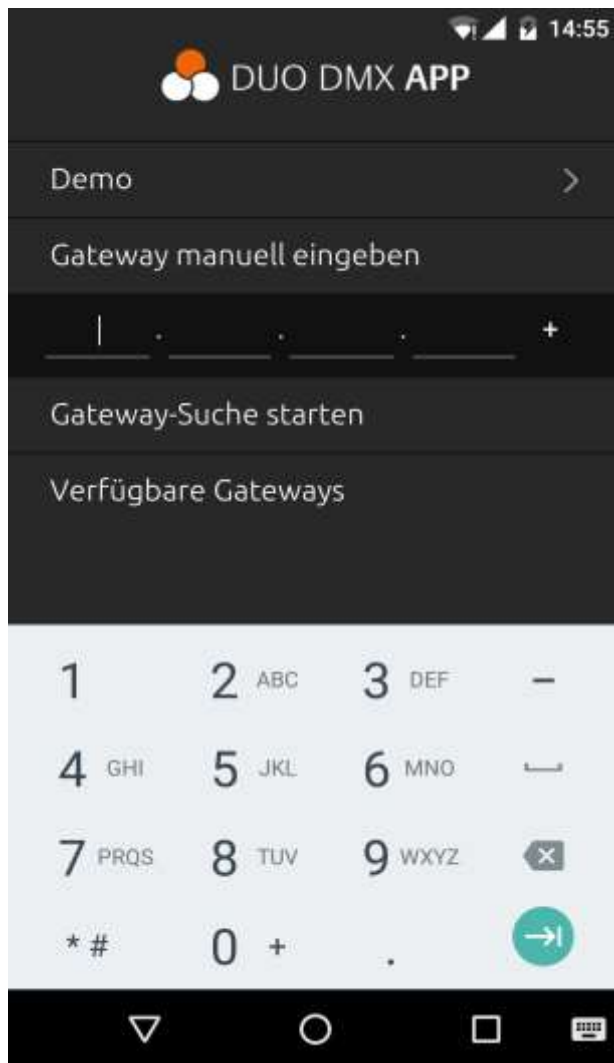 14:55
DUO DMX APP
Demo
Gateway manuell eingeben
. . . +
Gateway-Suche starten
Verfügbare Gateways
1 2 ABC 3 DEF -
4 GHI 5 JKL 6 MNO
7 PRQS 8 TUV 9 WXYZ
* # 0 + .